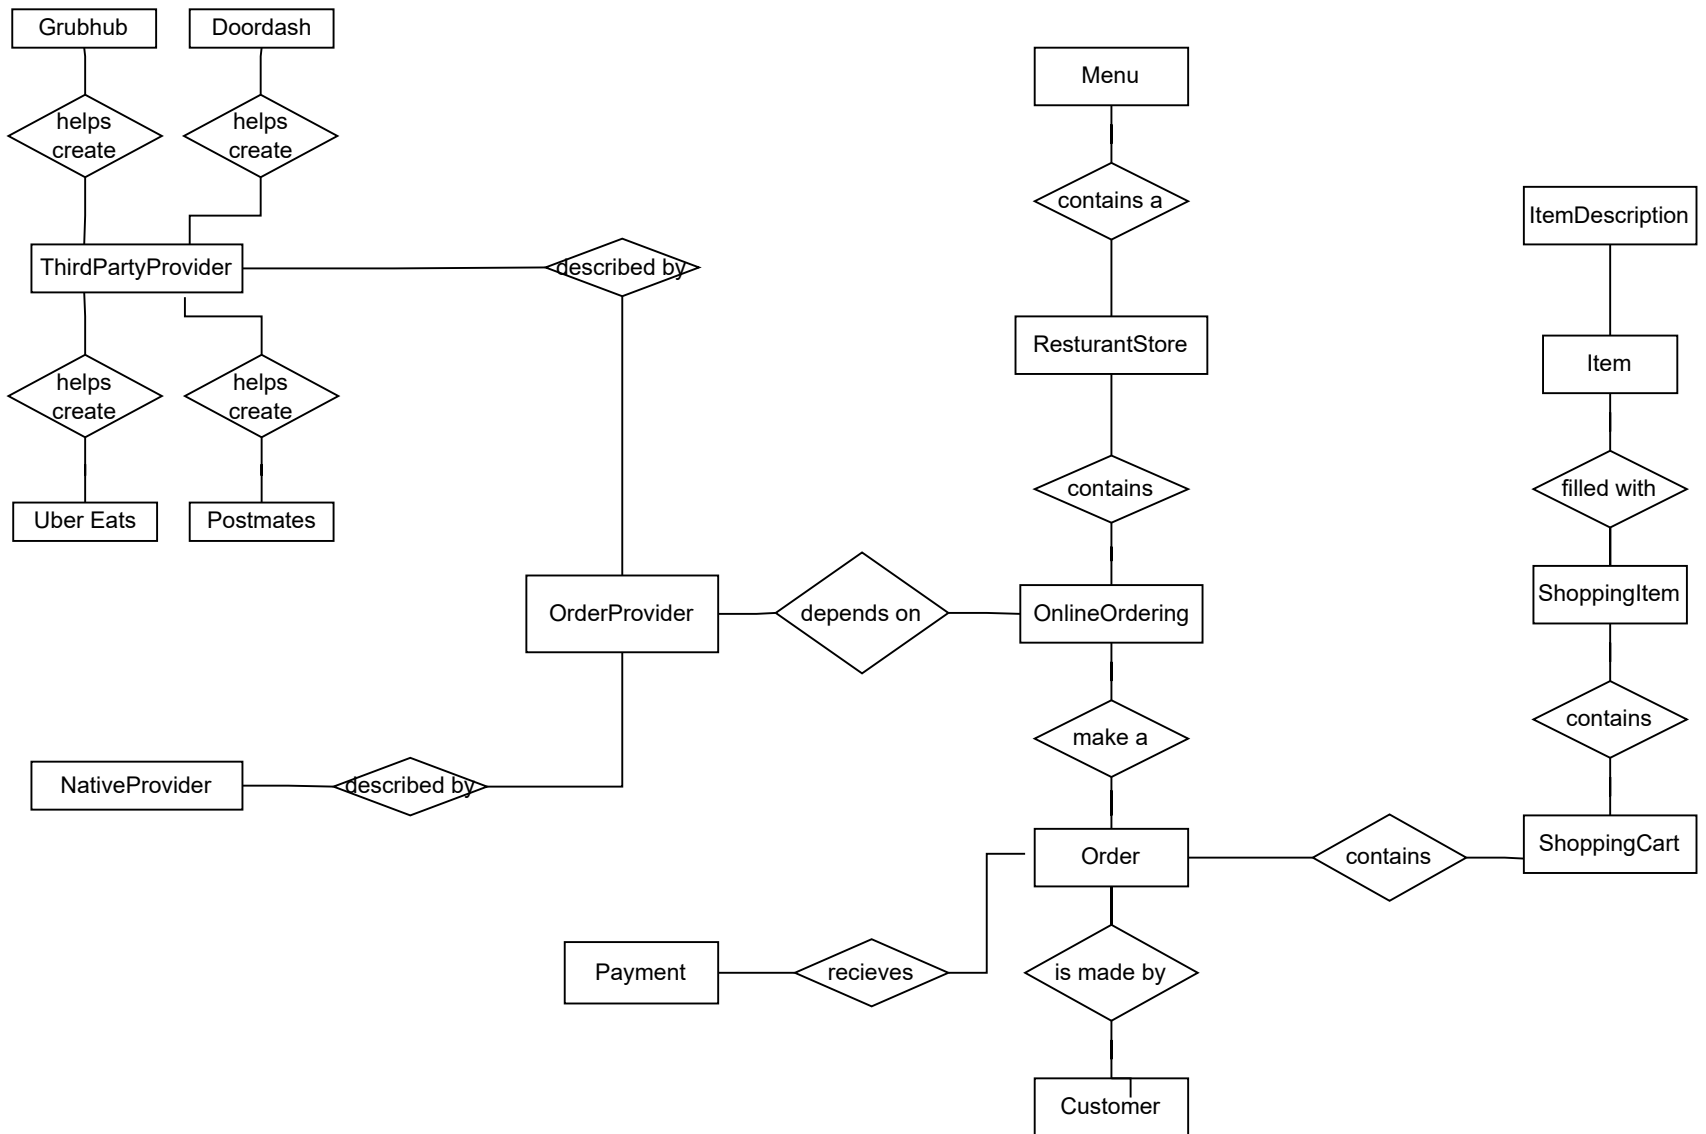 Grubhub
Doordash
Menu
helps
create
helps
create
contains a
ItemDescription
ThirdPartyProvider
described by
ResturantStore
Item
helps
create
helps
create
contains
filled with
Uber Eats
Postmates
OrderProvider
depends on
OnlineOrdering
ShoppingItem
make a
contains
NativeProvider
described by
Order
contains
ShoppingCart
Payment
recieves
is made by
Customer